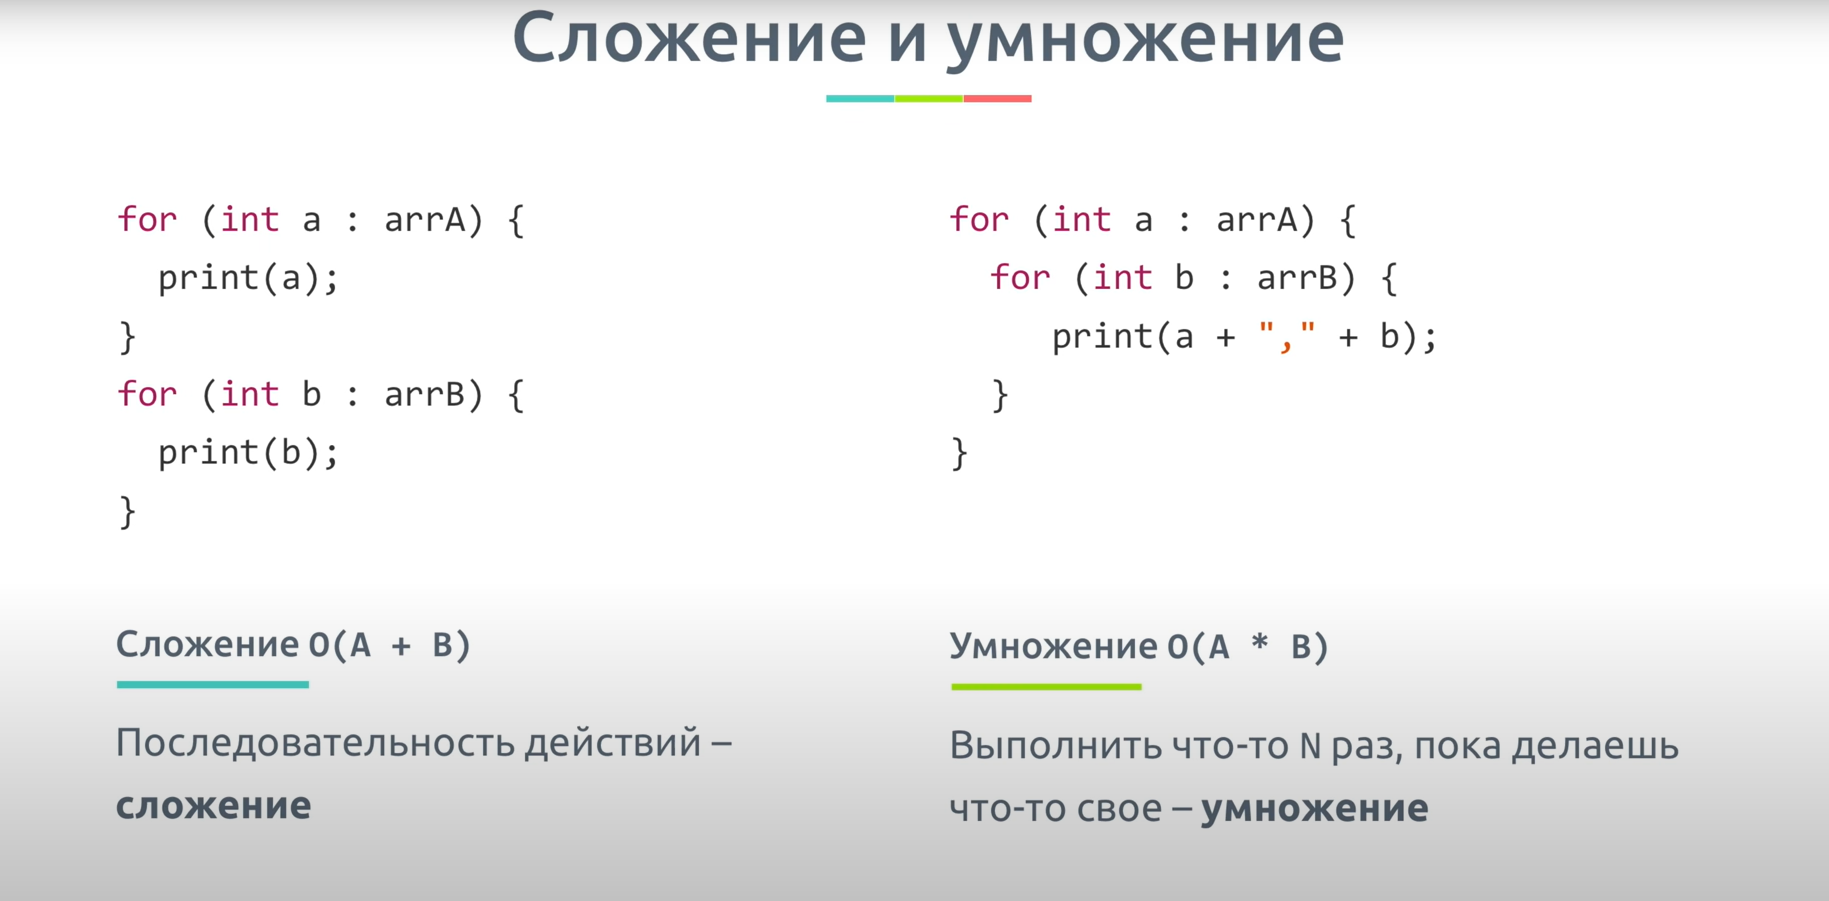 Сложение и умножение
for (int a : arrA) {
  print(a);
}
for (int b : arrB) {
  print(b);
}
Сложение O(A + B)
Последовательность действий –
сложение
for (int a : arrA) {
  for (int b : arrB) {
     print(a + "," + b);
  }
}
Умножение O(A * B)
Выполнить что-то N раз, пока делаешь
что-то свое – умножение